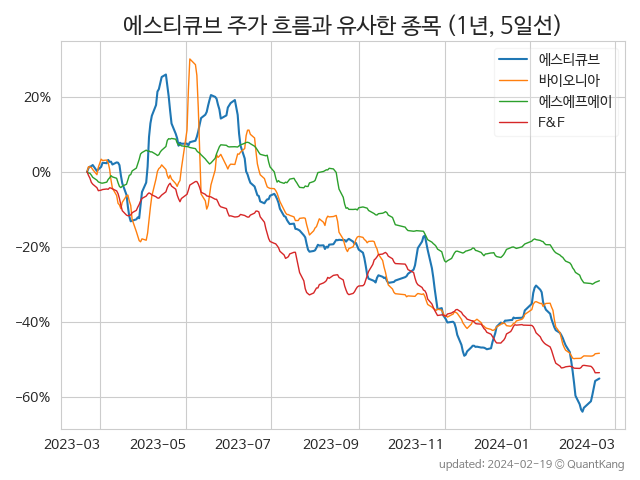 에스티큐브 주가 흐름과 유사한 종목 (1년, 5일선)
에스티큐브
바이오니아
에스에프에이
F&F
20%
0%
−20%
−40%
−60%
2023-03 2023-05 2023-07 2023-09 2023-11 2024-01 2024-03
updated: 2024-02-19 © QuantKang